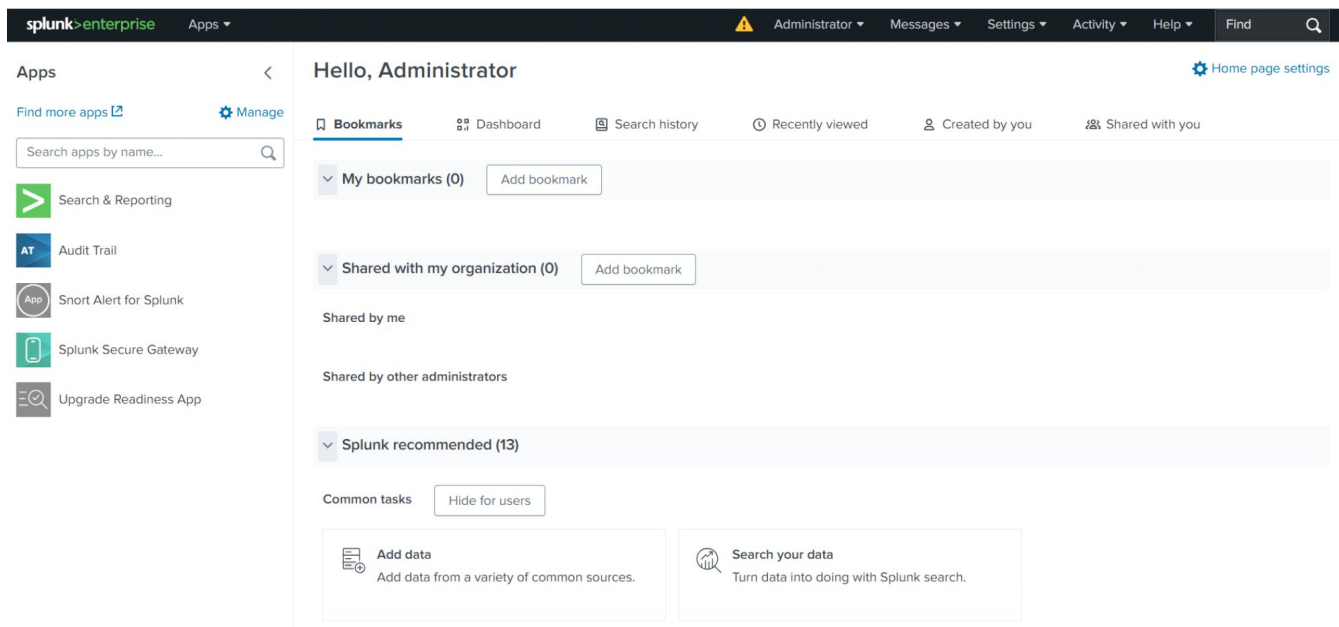 splunk>enterprise Apps Administrator Messages Settings Activity Help Find
Apps
Find more apps Manage
Search apps by name...
Search & Reporting
AT Audit Trail
App Snort Alert for Splunk
Splunk Secure Gateway
Upgrade Readiness App
Hello, Administrator
Home page settings
Bookmarks Dashboard Search history Recently viewed Created by you Shared with you
My bookmarks (0) Add bookmark
Shared with my organization (0) Add bookmark
Shared by me
Shared by other administrators
Splunk recommended (13)
Common tasks Hide for users
Add data
Add data from a variety of common sources.
Search your data
Turn data into doing with Splunk search.